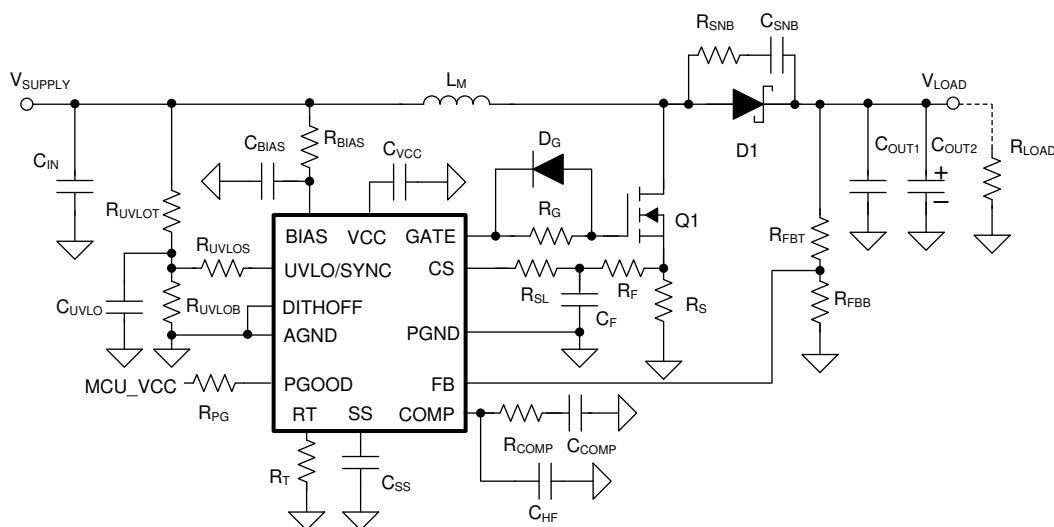 RSNB
CSNB
VSUPPLY
LM
VLOAD
D1
CIN
CBIAS
RBIAS
CVCC
DG
RG
Q1
COUT1
COUT2
+
–
RLOAD
RUVLOT
RUVLOS
CUVLO
RUVLOB
BIAS
VCC
GATE
UVLO/SYNC
CS
DITHOFF
AGND
PGND
PGOOD
FB
RT
SS
COMP
RSL
RF
CF
RS
RFBT
RFBB
MCU_VCC
RPG
RT
CSS
RCOMP
CCOMP
CHF